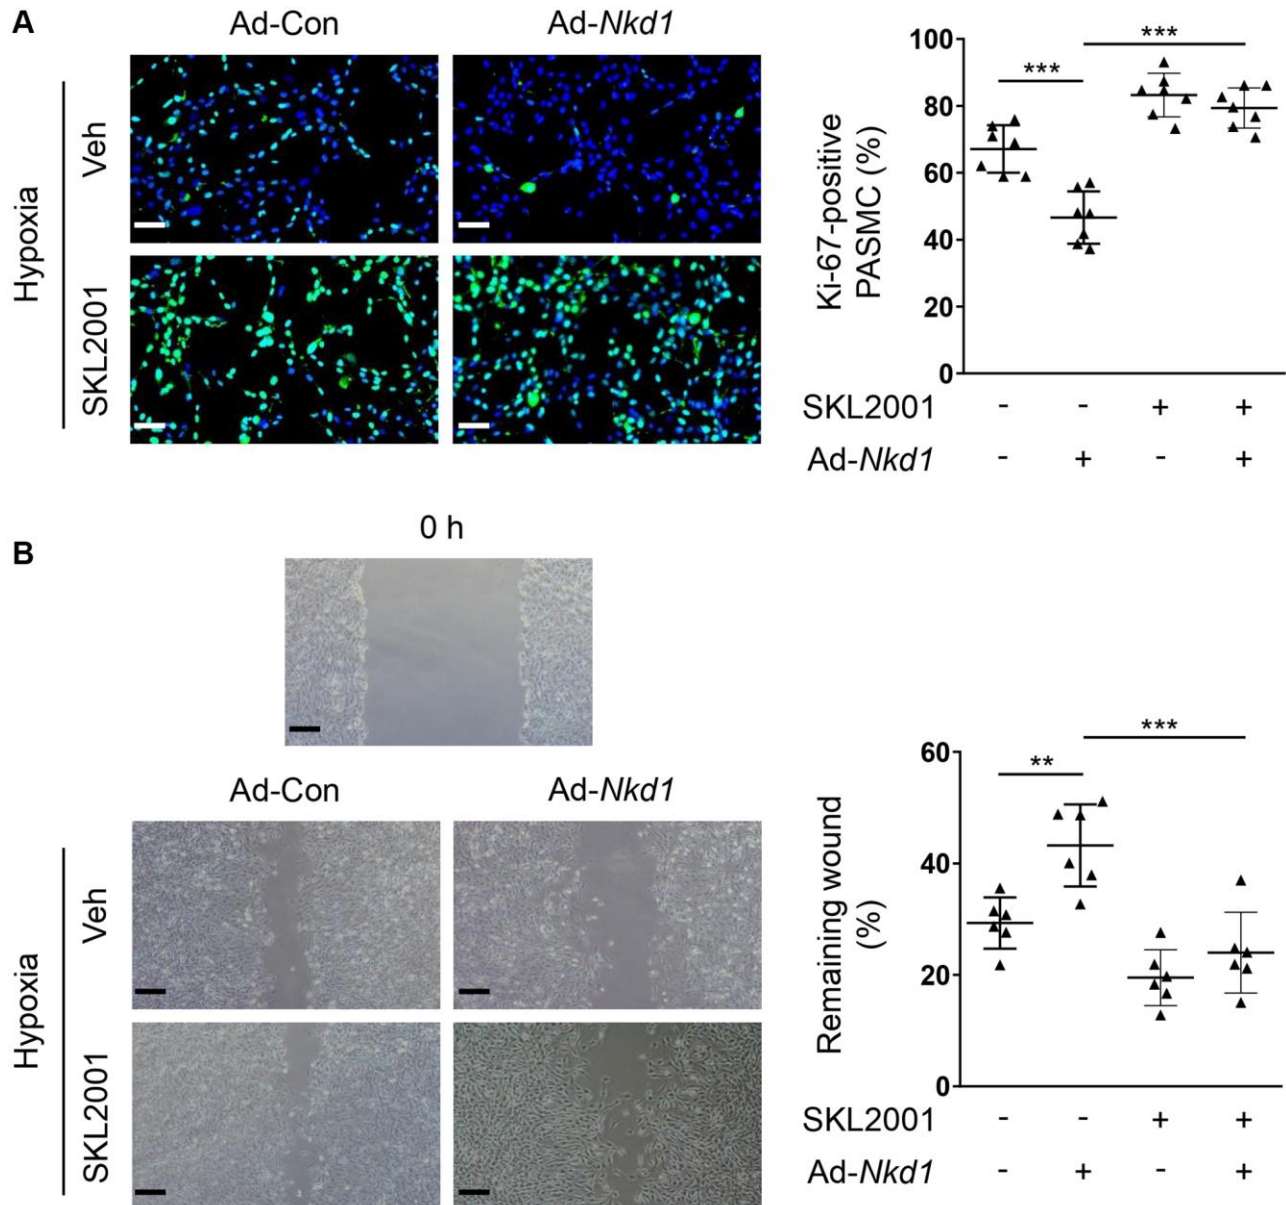 A
Ad-Con
Ad-Nkd1
Hypoxia
Veh
SKL2001
Ki-67-positive
PASMC (%)
100
80
60
40
20
0
***
***
SKL2001 - - + +
Ad-Nkd1 - + - +
B
0 h
Ad-Con
Ad-Nkd1
Hypoxia
Veh
SKL2001
Remaining wound
(%)
60
40
20
0
**
***
SKL2001 - - + +
Ad-Nkd1 - + - +